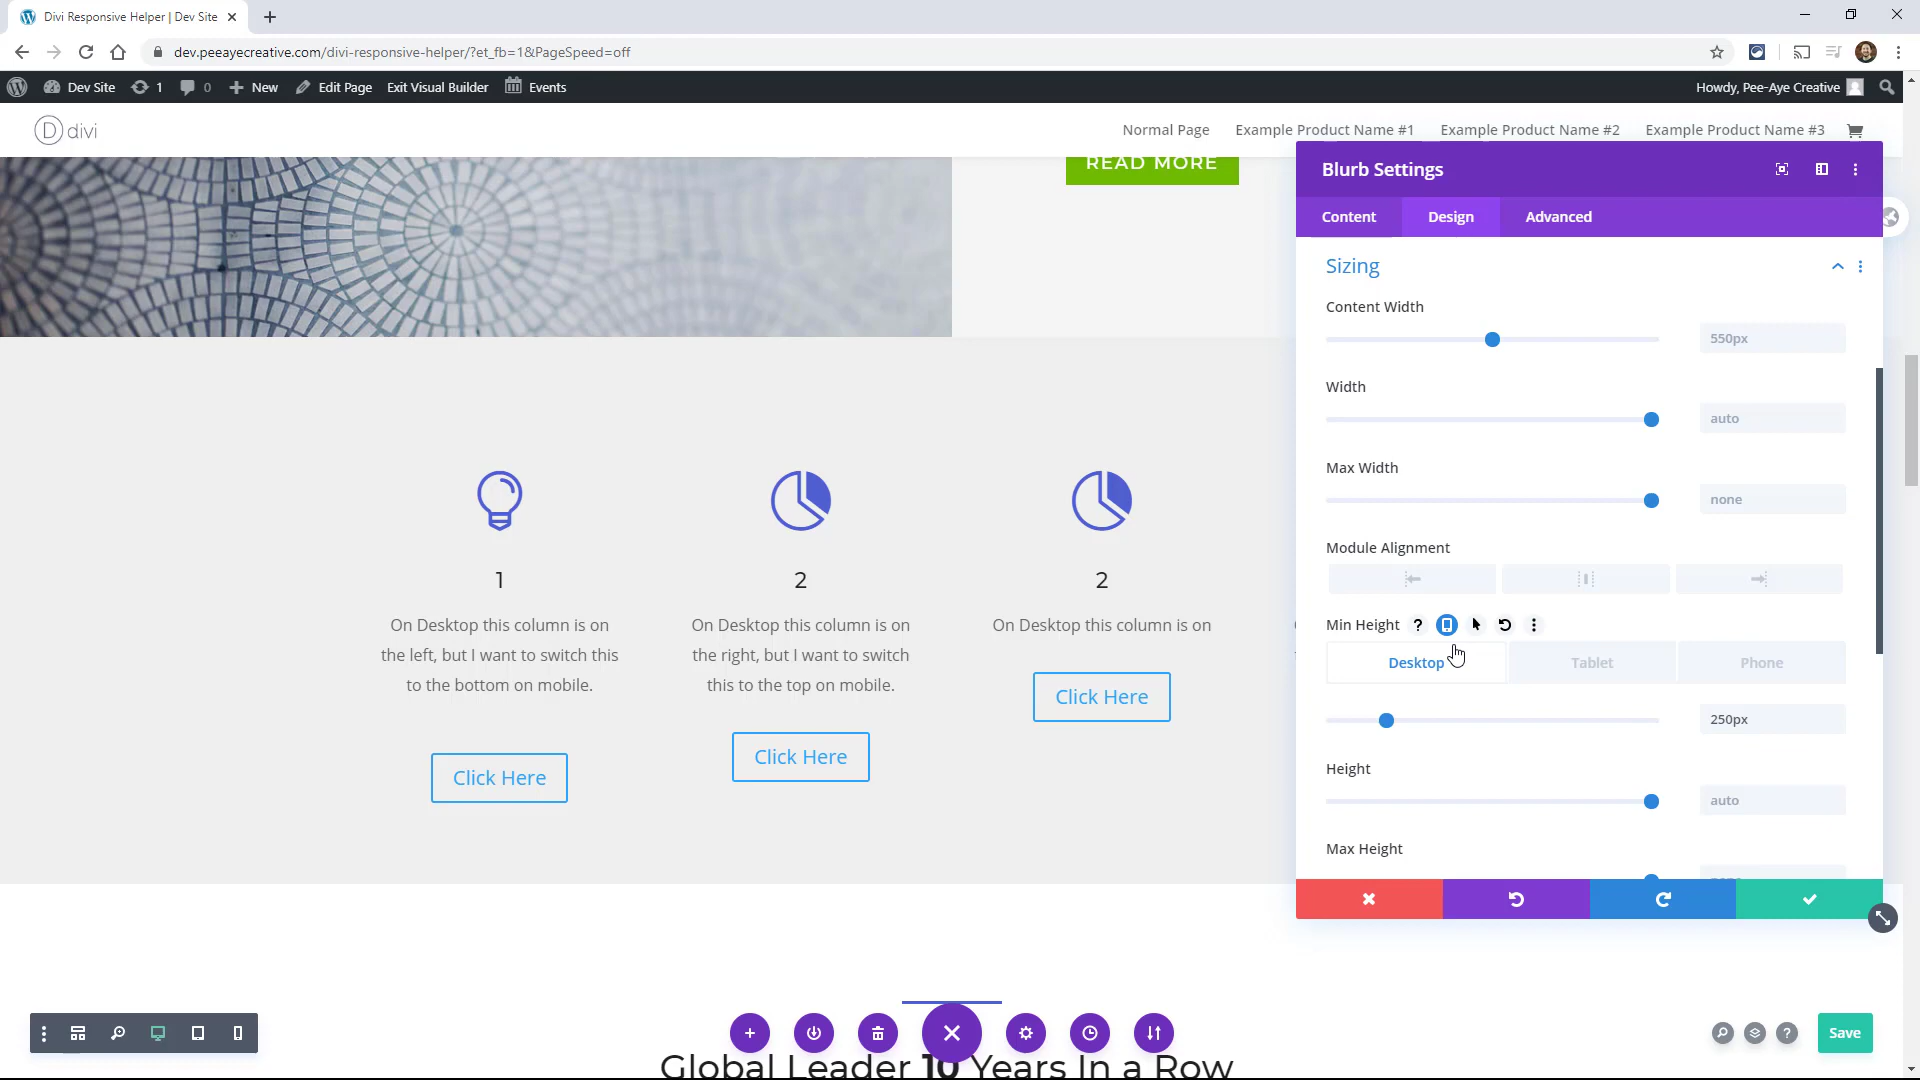 Divi Responsive Helper | Dev Site
dev.peeayecreative.com/divi-responsive-helper/?et_fb=1&PageSpeed=off
Dev Site 1 0 New Edit Page Exit Visual Builder Events Howdy, Pee-Aye Creative
D divi Normal Page Example Product Name #1 Example Product Name #2 Example Product Name #3
READ MORE
Blurb Settings
Content Design Advanced
Sizing
Content Width
550px
Width
auto
Max Width
none
Module Alignment
Min Height ?
Desktop Tablet Phone
250px
Height
auto
Max Height
1
On Desktop this column is on
the left, but I want to switch this
to the bottom on mobile.
Click Here
2
On Desktop this column is on
the right, but I want to switch
this to the top on mobile.
Click Here
2
On Desktop this column is on
Click Here
? Save
Global Leader 10 Years In a Row